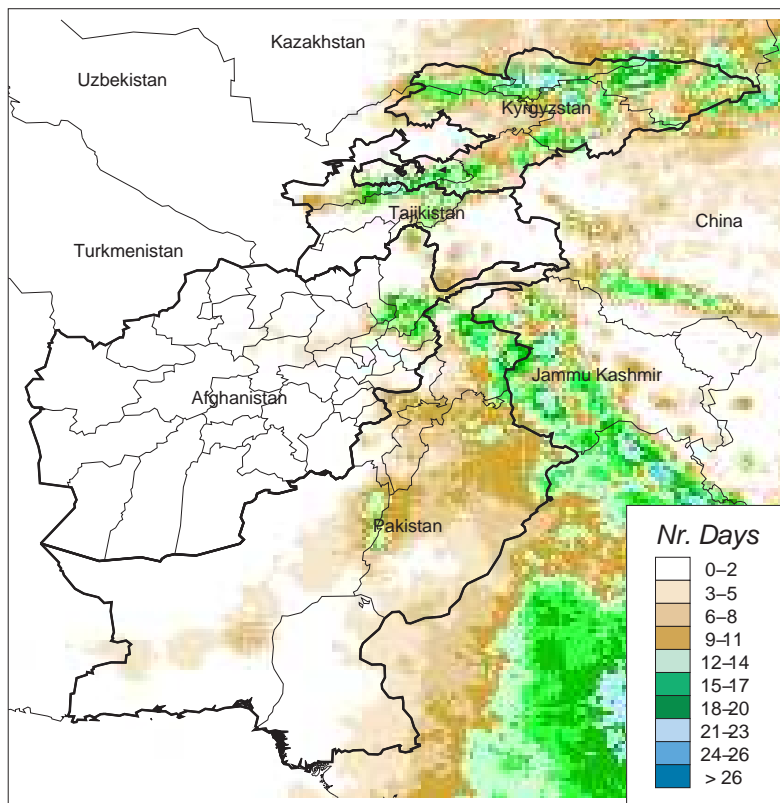 Kazakhstan
Uzbekistan
Kyrgyzstan
Tajikistan
China
Turkmenistan
Jammu Kashmir
Afghanistan
Pakistan
Nr. Days
0–2
3–5
6–8
9–11
12–14
15–17
18–20
21–23
24–26
> 26